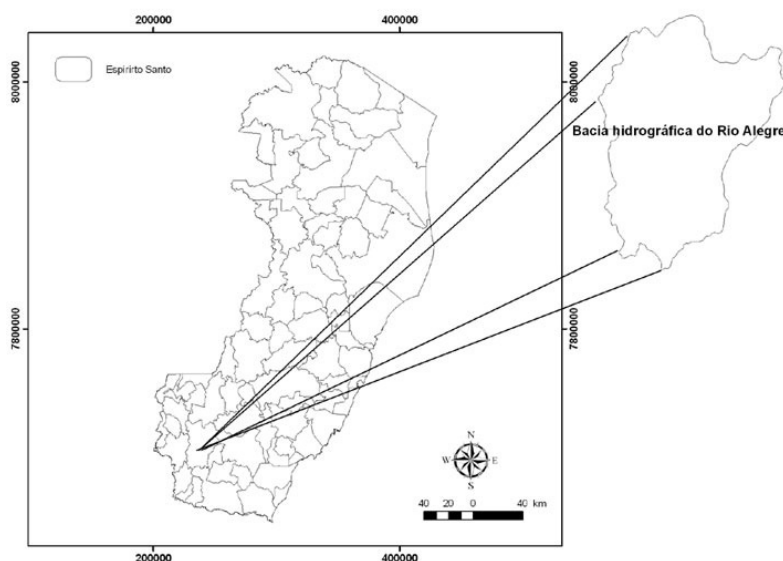 200000 400000
8000000 8000000
Espirirto Santo
Bacia hidrográfica do Rio Alegre
7800000 7800000
N
W E
S
40 20 0 40 km
200000 400000